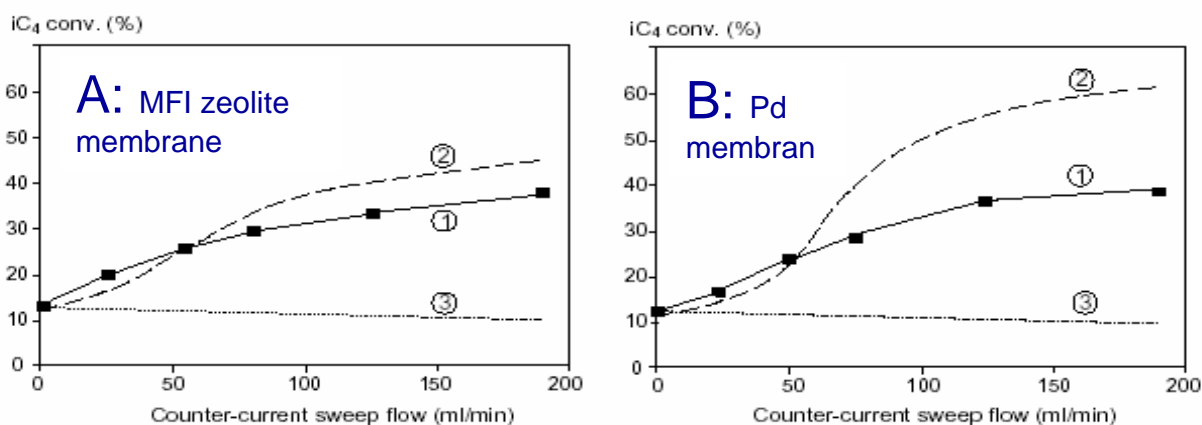 iC₄ conv. (%)
A: MFI zeolite
membrane
60
50
40
30
20
10
0
②
①
③
0 50 100 150 200
Counter-current sweep flow (ml/min)
iC₄ conv. (%)
B: Pd
membran
60
50
40
30
20
10
0
②
①
③
0 50 100 150 200
Counter-current sweep flow (ml/min)